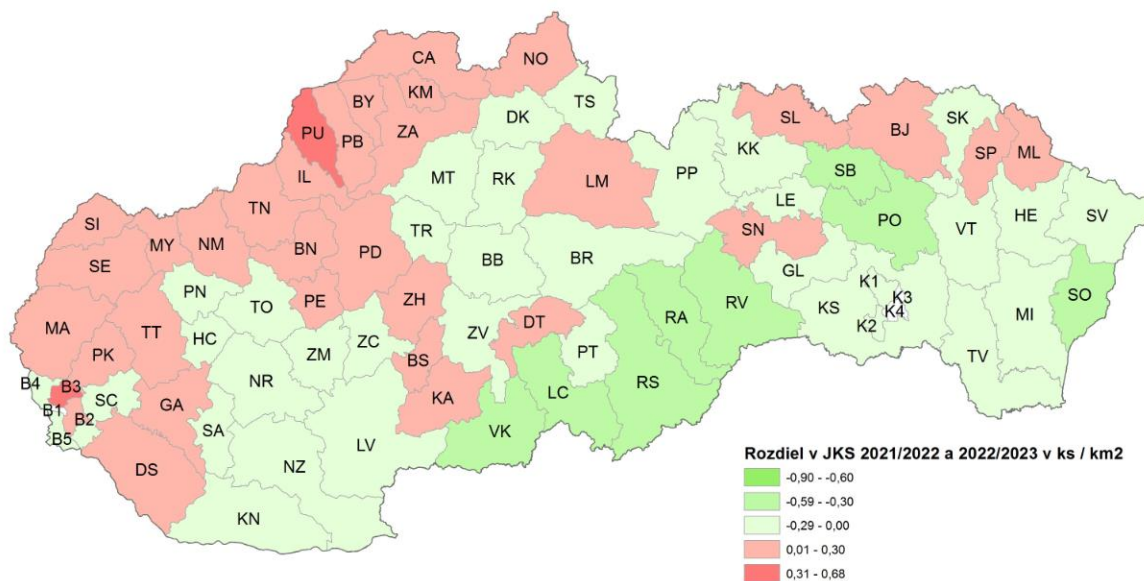 CA
NO
BY
KM
TS
PU
PB
ZA
DK
SL
BJ
SK
SP
ML
IL
MT
RK
LM
PP
KK
SB
LE
PO
HE
SV
VT
TN
SI
MY
NM
BN
PD
TR
BB
BR
SN
GL
K1
K3
K4
K2
KS
SO
MI
TV
SE
PN
TO
PE
ZH
RV
RA
MA
TT
HC
ZM
ZC
ZV
DT
PT
PK
BS
NR
KA
LC
RS
B4
B3
SC
GA
B1
B2
B5
SA
LV
VK
DS
NZ
KN
Rozdiel v JKS 2021/2022 a 2022/2023 v ks / km2
-0,90 - -0,60
-0,59 - -0,30
-0,29 - 0,00
0,01 - 0,30
0,31 - 0,68